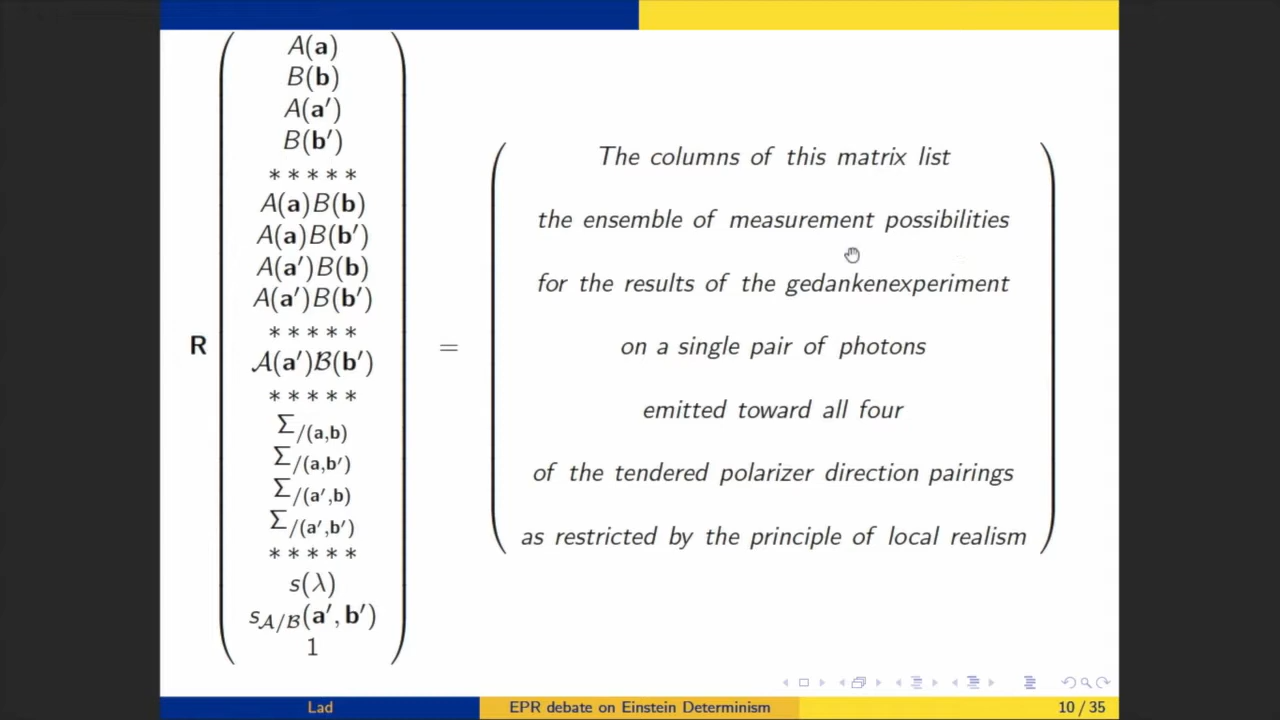 A(a)
B(b)
A(a′)
B(b′)
*****
A(a)B(b)
A(a)B(b′)
A(a′)B(b)
A(a′)B(b′)
*****
R
𝒜(a′)ℬ(b′)
*****
Σ/(a,b)
Σ/(a,b′)
Σ/(a′,b)
Σ/(a′,b′)
*****
s(λ)
s𝒜/ℬ(a′, b′)
1
=
The columns of this matrix list
the ensemble of measurement possibilities
for the results of the gedankenexperiment
on a single pair of photons
emitted toward all four
of the tendered polarizer direction pairings
as restricted by the principle of local realism
Lad
EPR debate on Einstein Determinism
10 / 35